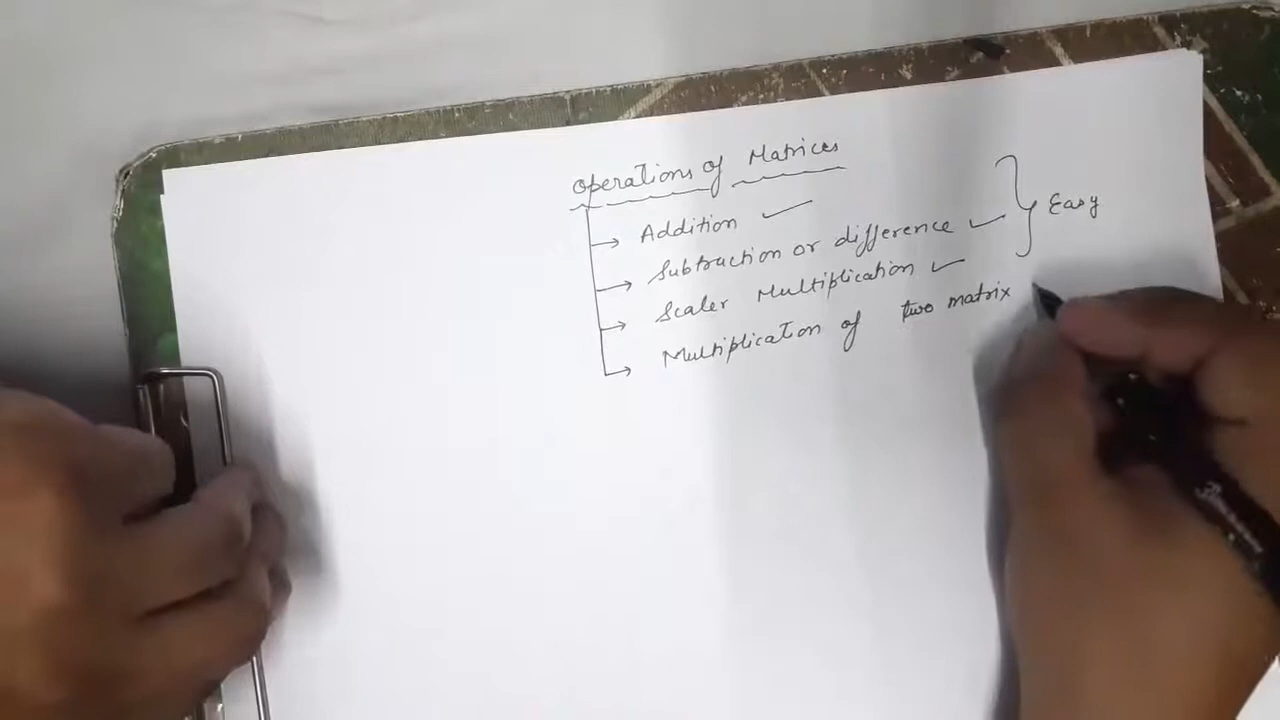 Operations of Matrices
Addition ✓
Subtraction or difference ✓
Scaler Multiplication ✓
Easy
Multiplication of two matrix